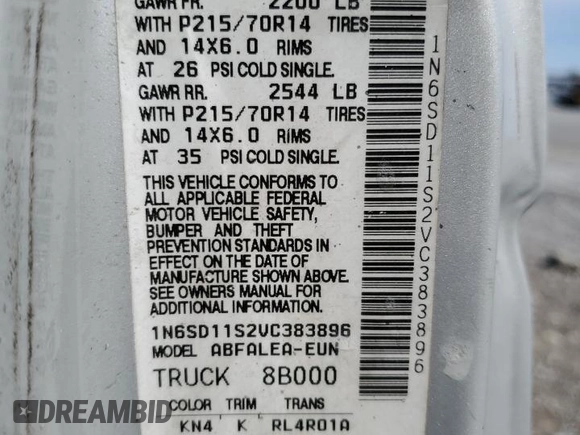 GAWR FR. 2200 LB
WITH P215/70R14 TIRES
AND 14X6.0 RIMS
AT 26 PSI COLD SINGLE.
GAWR RR. 2544 LB
WITH P215/70R14 TIRES
AND 14X6.0 RIMS
AT 35 PSI COLD SINGLE.
THIS VEHICLE CONFORMS TO
ALL APPLICABLE FEDERAL
MOTOR VEHICLE SAFETY,
BUMPER AND THEFT
PREVENTION STANDARDS IN
EFFECT ON THE DATE OF
MANUFACTURE SHOWN ABOVE.
SEE OWNERS MANUAL FOR
ADDITIONAL INFORMATION.
1N6SD11S2VC383896
MODEL ABFALEA-EUN
TRUCK 8B000
COLOR TRIM TRANS
KN4 K RL4R01A
1N6SD11S2VC383896
DREAMBID